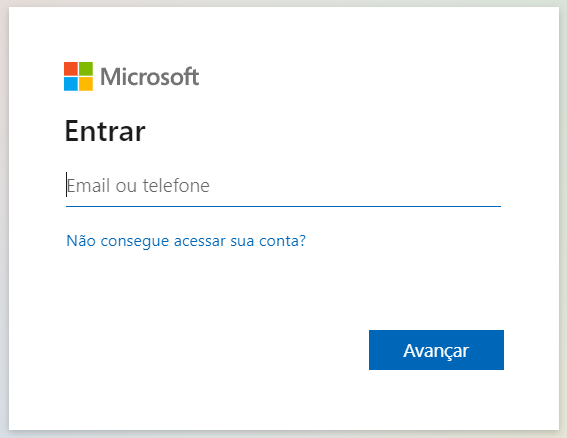 Microsoft
Entrar
Email ou telefone
Não consegue acessar sua conta?
Avançar